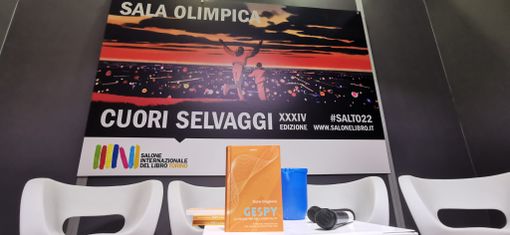 SALA OLIMPICA
CUORI SELVAGGI
XXXIV
EDIZIONE
#SALTO22
WWW.SALONELIBRO.IT
SALONE
INTERNAZIONALE
DEL LIBRO TORINO
GESPY